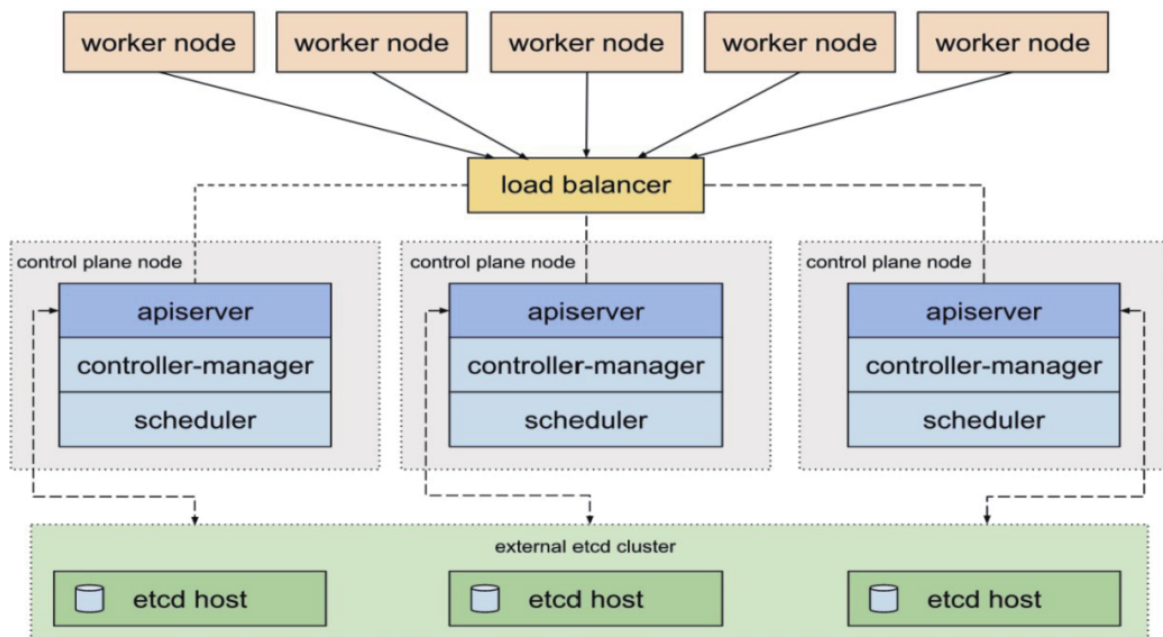 worker node
worker node
worker node
worker node
worker node
load balancer
control plane node
control plane node
control plane node
apiserver
apiserver
apiserver
controller-manager
controller-manager
controller-manager
scheduler
scheduler
scheduler
external etcd cluster
etcd host
etcd host
etcd host